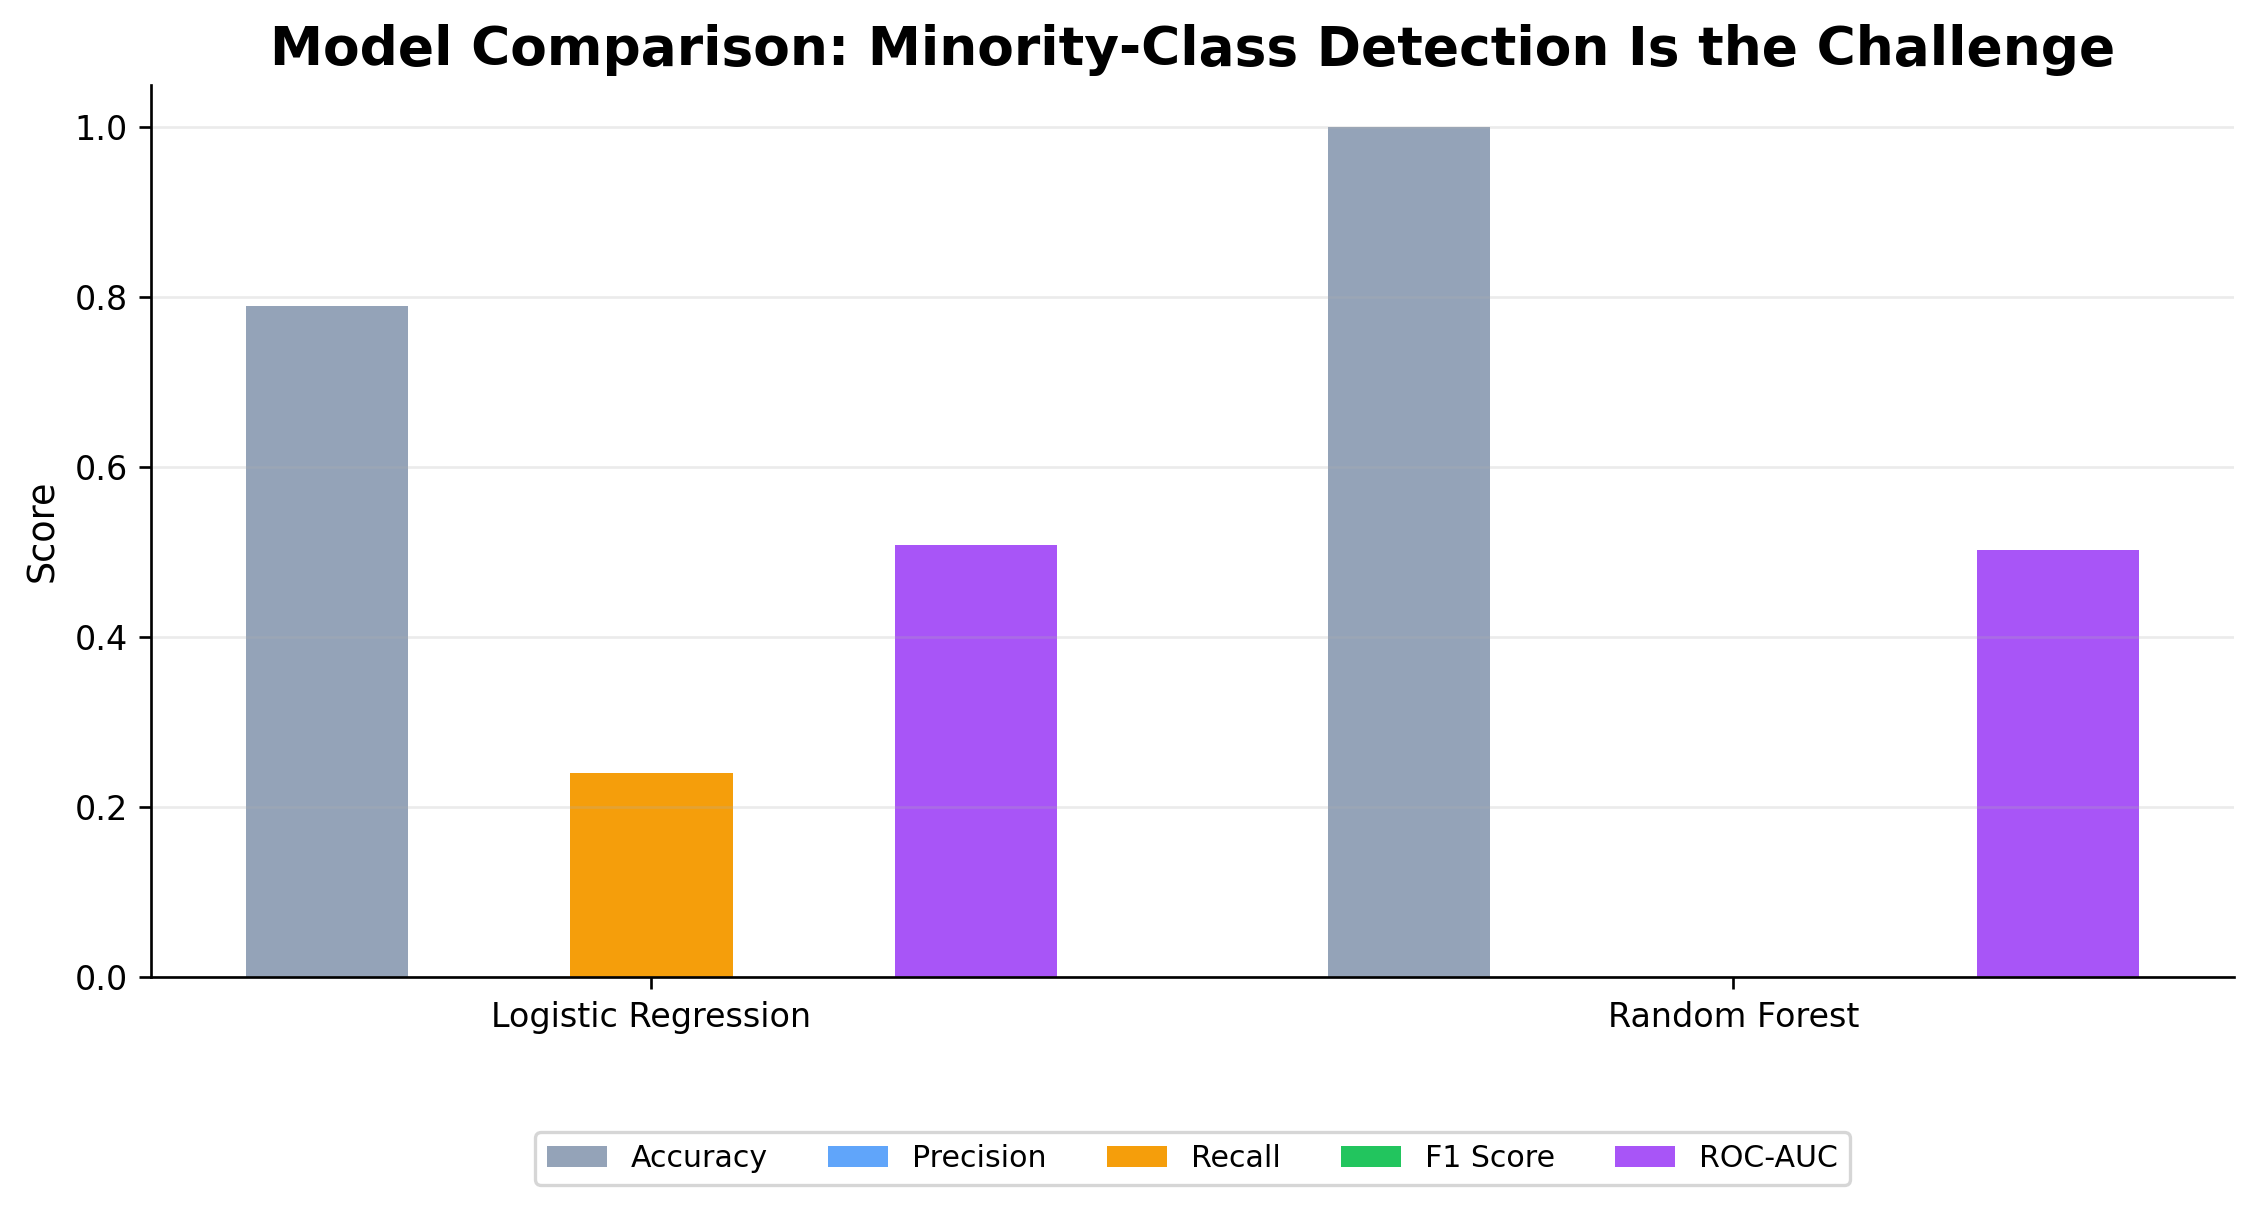 Model Comparison: Minority-Class Detection Is the Challenge
Score
1.0
0.8
0.6
0.4
0.2
0.0
Logistic Regression
Random Forest
Accuracy
Precision
Recall
F1 Score
ROC-AUC